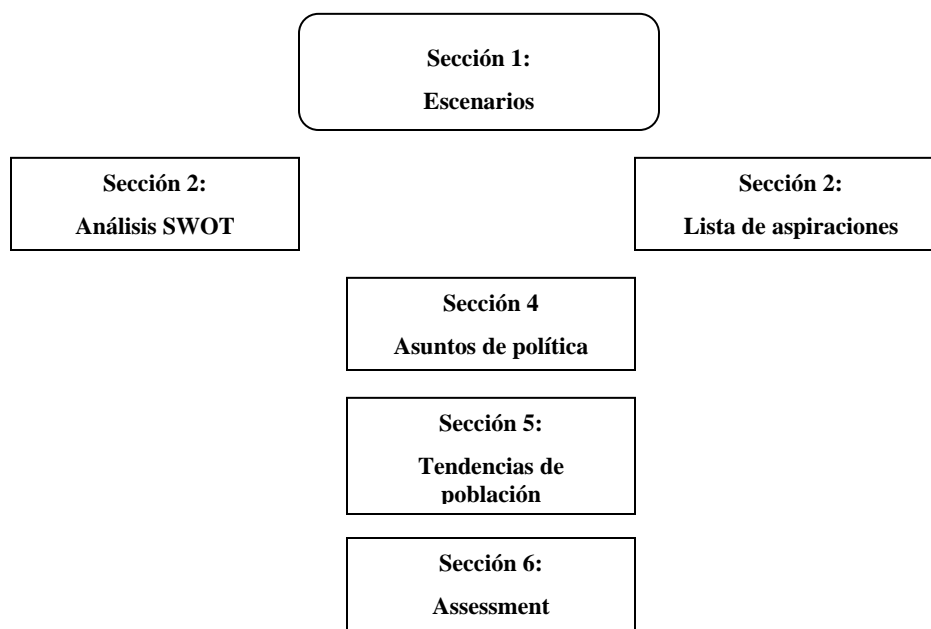 Sección 1:
Escenarios
Sección 2:
Análisis SWOT
Sección 2:
Lista de aspiraciones
Sección 4
Asuntos de política
Sección 5:
Tendencias de
población
Sección 6:
Assessment